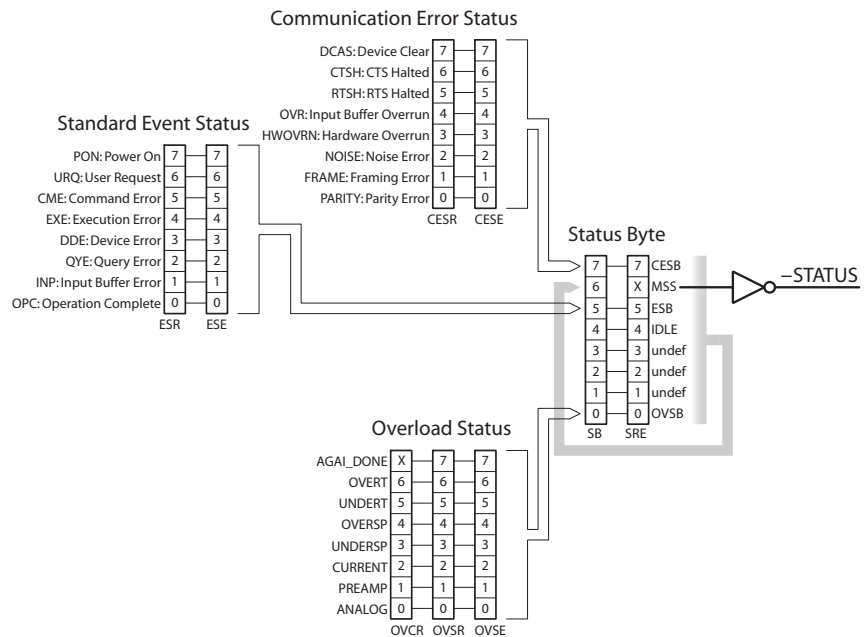 Communication Error Status
DCAS: Device Clear 7 7
CTSH: CTS Halted 6 6
RTSH: RTS Halted 5 5
OVR: Input Buffer Overrun 4 4
HWOVRN: Hardware Overrun 3 3
NOISE: Noise Error 2 2
FRAME: Framing Error 1 1
PARITY: Parity Error 0 0
CESR CESE
Standard Event Status
PON: Power On 7 7
URQ: User Request 6 6
CME: Command Error 5 5
EXE: Execution Error 4 4
DDE: Device Error 3 3
QYE: Query Error 2 2
INP: Input Buffer Error 1 1
OPC: Operation Complete 0 0
ESR ESE
Status Byte
7 7 CESB
6 X MSS
5 5 ESB
4 4 IDLE
3 3 undef
2 2 undef
1 1 undef
0 0 OVSB
SB SRE
–STATUS
Overload Status
AGAI_DONE X 7 7
OVERT 6 6 6
UNDERT 5 5 5
OVERSP 4 4 4
UNDERSP 3 3 3
CURRENT 2 2 2
PREAMP 1 1 1
ANALOG 0 0 0
OVCR OVSR OVSE